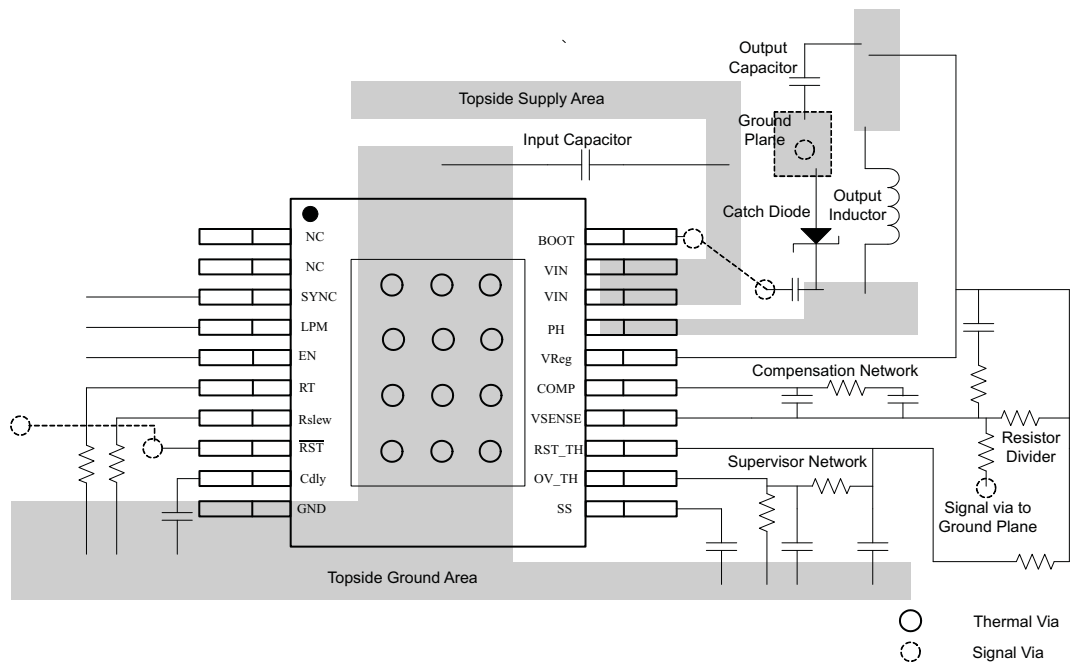 `
Output
Capacitor
Topside Supply Area
Ground
Plane
Input Capacitor
Catch Diode
Output
Inductor
NC
NC
SYNC
LPM
EN
RT
Rslew
RST
Cdly
GND
BOOT
VIN
VIN
PH
VReg
COMP
VSENSE
RST_TH
OV_TH
SS
Compensation Network
Resistor
Divider
Supervisor Network
Signal via to
Ground Plane
Topside Ground Area
Thermal Via
Signal Via